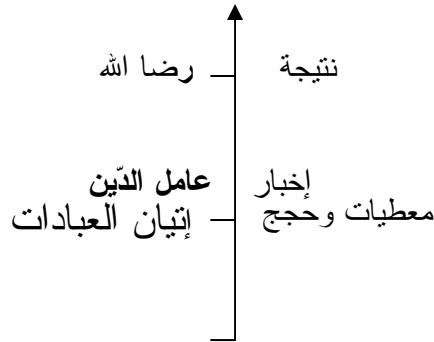 نتيجة
رضا الله
إخبار
معطيات وحجج
عامل الدّين
إتيان العبادات